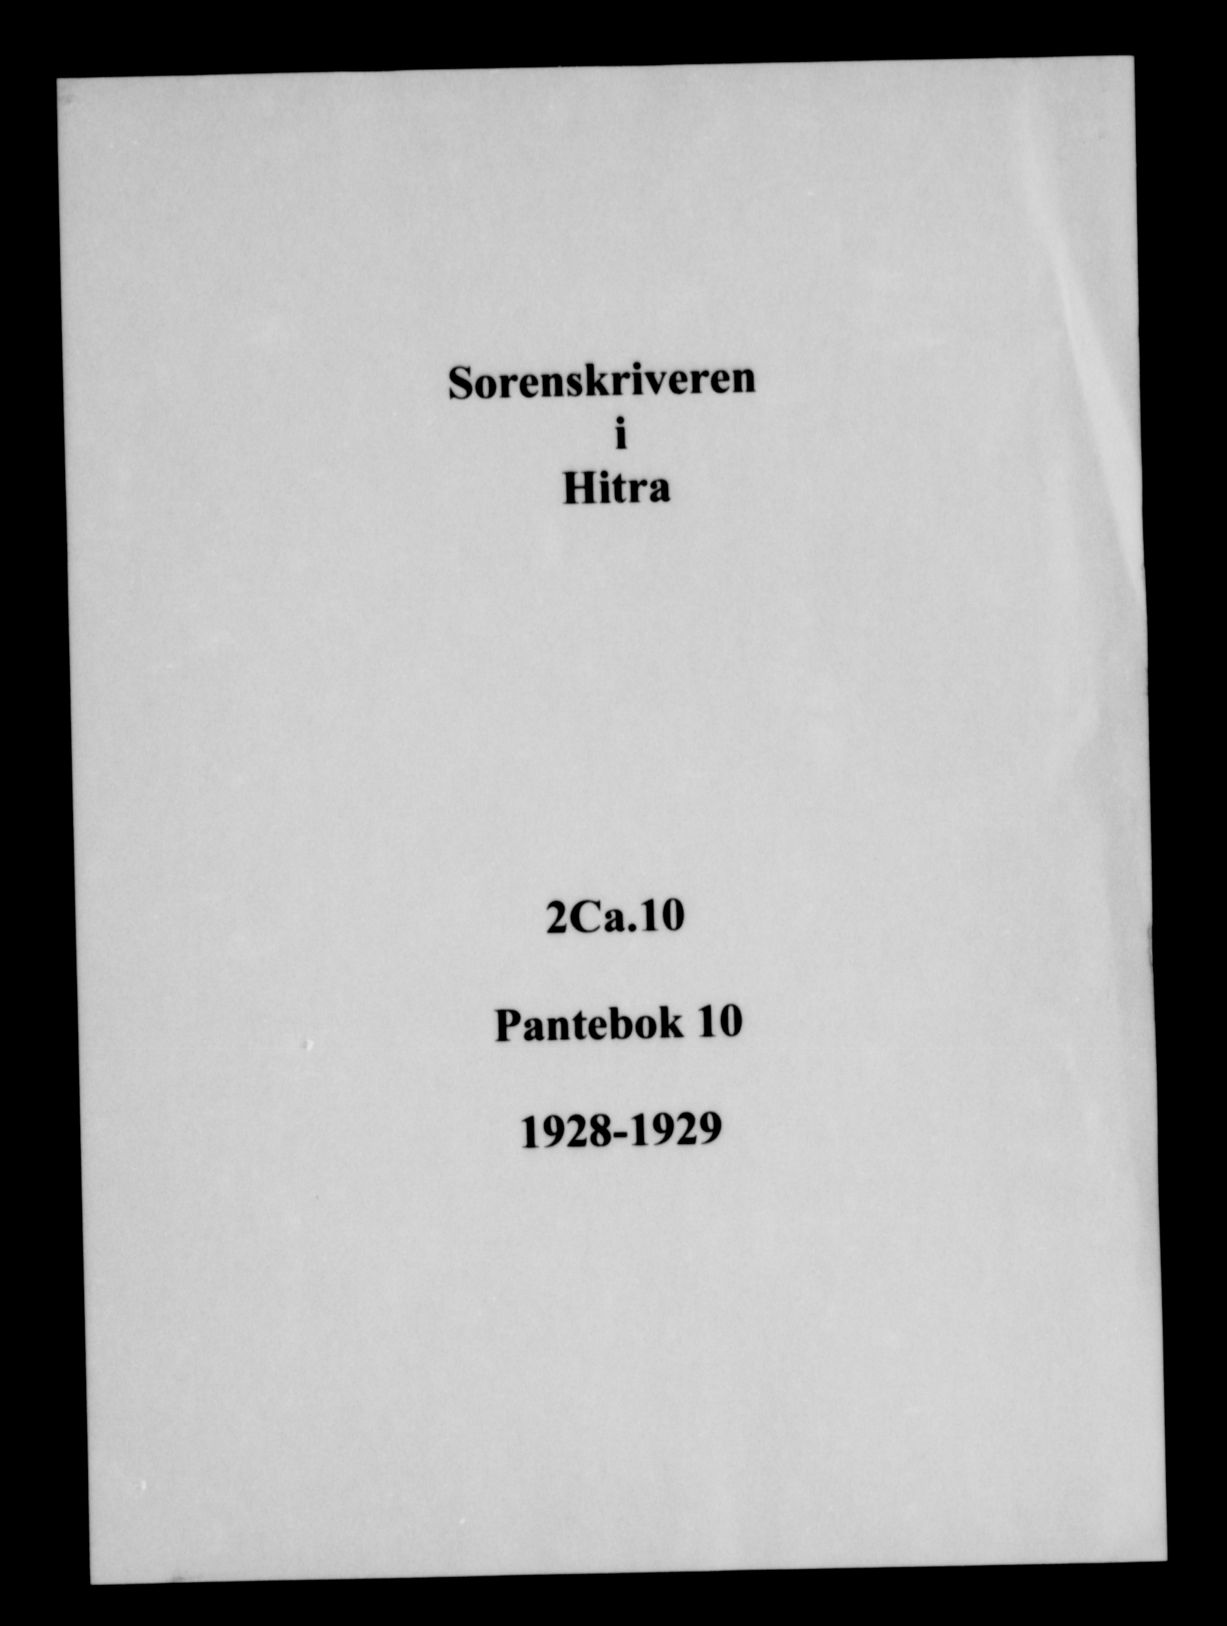 Sorenskriveren
i
Hitra
2Ca.10
Pantebok 10
1928-1929